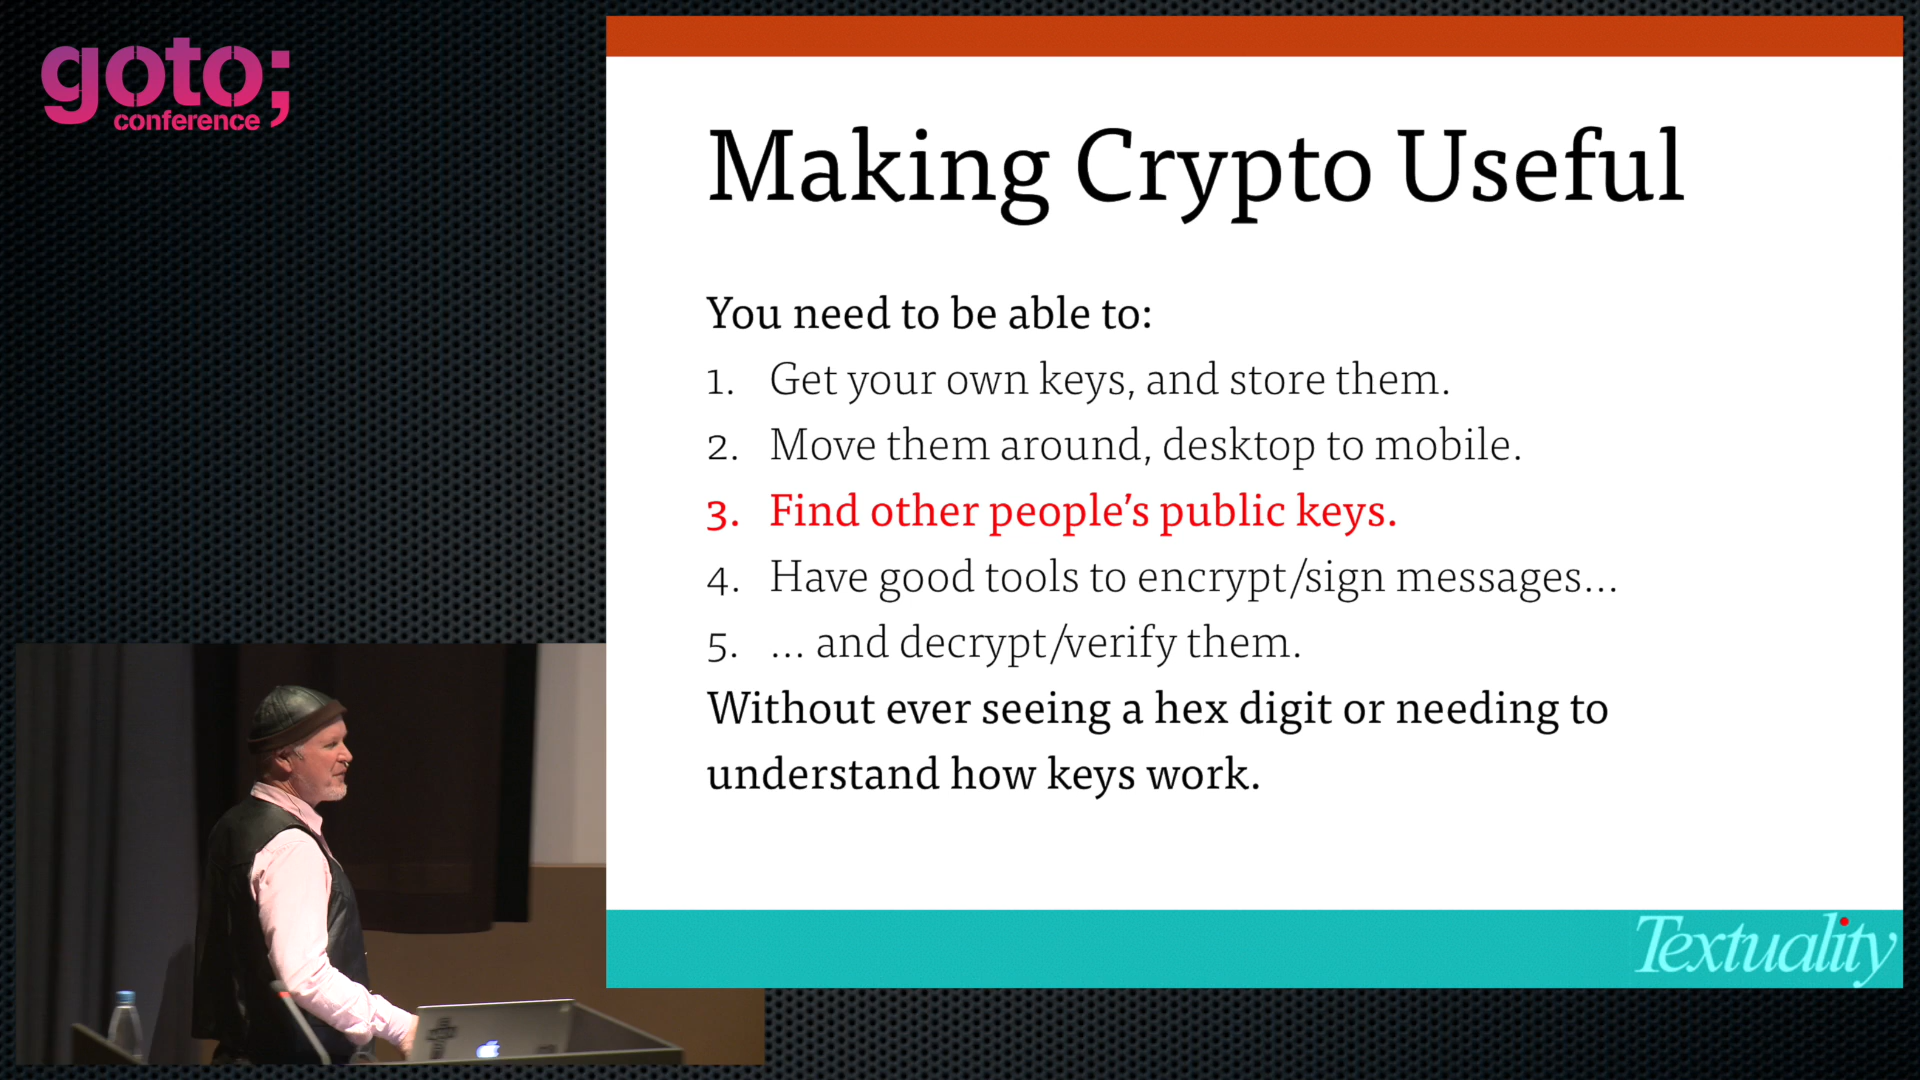 goto;
conference
Making Crypto Useful
You need to be able to:
1. Get your own keys, and store them.
2. Move them around, desktop to mobile.
3. Find other people’s public keys.
4. Have good tools to encrypt/sign messages...
5. ... and decrypt/verify them.
Without ever seeing a hex digit or needing to
understand how keys work.
Textuality